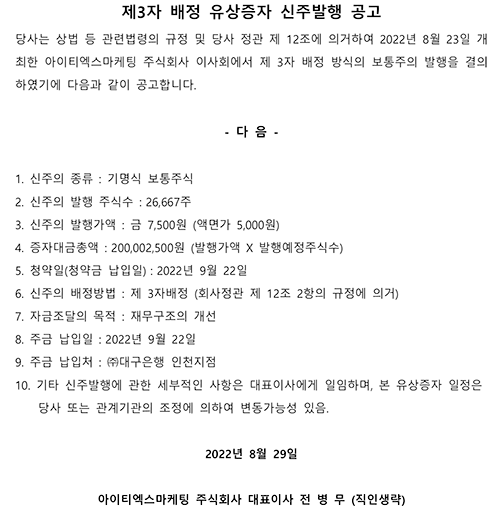 제3자 배정 유상증자 신주발행 공고
당사는 상법 등 관련법령의 규정 및 당사 정관 제 12조에 의거하여 2022년 8월 23일 개
최한 아이티엑스마케팅 주식회사 이사회에서 제 3자 배정 방식의 보통주의 발행을 결의
하였기에 다음과 같이 공고합니다.
- 다 음 -
1. 신주의 종류 : 기명식 보통주식
2. 신주의 발행 주식수 : 26,667주
3. 신주의 발행가액 : 금 7,500원 (액면가 5,000원)
4. 증자대금총액 : 200,002,500원 (발행가액 X 발행예정주식수)
5. 청약일(청약금 납입일) : 2022년 9월 22일
6. 신주의 배정방법 : 제 3자배정 (회사정관 제 12조 2항의 규정에 의거)
7. 자금조달의 목적 : 재무구조의 개선
8. 주금 납입일 : 2022년 9월 22일
9. 주금 납입처 : ㈜대구은행 인천지점
10. 기타 신주발행에 관한 세부적인 사항은 대표이사에게 일임하며, 본 유상증자 일정은
당사 또는 관계기관의 조정에 의하여 변동가능성 있음.
2022년 8월 29일
아이티엑스마케팅 주식회사 대표이사 전 병 무 (직인생략)